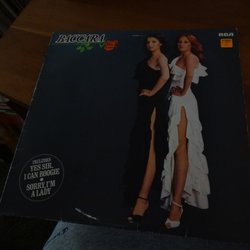 BACCARA
RCA
INCLUDES
YES SIR,
I CAN BOOGIE
SORRY, I'M
A LADY